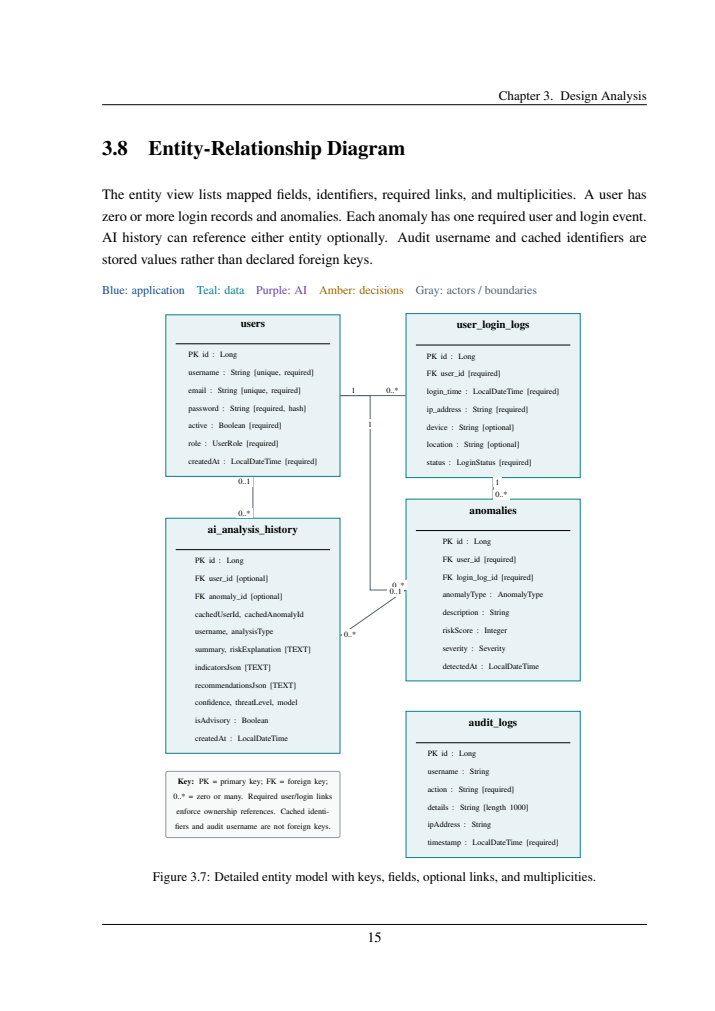 Chapter 3. Design Analysis
3.8 Entity-Relationship Diagram
The entity view lists mapped fields, identifiers, required links, and multiplicities. A user has
zero or more login records and anomalies. Each anomaly has one required user and login event.
AI history can reference either entity optionally. Audit username and cached identifiers are
stored values rather than declared foreign keys.
Blue: application Teal: data Purple: AI Amber: decisions Gray: actors / boundaries
users
PK id : Long
username : String [unique, required]
email : String [unique, required]
password : String [required, hash]
active : Boolean [required]
role : UserRole [required]
createdAt : LocalDateTime [required]
user_login_logs
PK id : Long
FK user_id [required]
login_time : LocalDateTime [required]
ip_address : String [required]
device : String [optional]
location : String [optional]
status : LoginStatus [required]
1
0..*
1
0..1
0..*
1
0..*
ai_analysis_history
PK id : Long
FK user_id [optional]
FK anomaly_id [optional]
cachedUserId, cachedAnomalyId
username, analysisType
summary, riskExplanation [TEXT]
indicatorsJson [TEXT]
recommendationsJson [TEXT]
confidence, threatLevel, model
isAdvisory : Boolean
createdAt : LocalDateTime
anomalies
PK id : Long
FK user_id [required]
FK login_log_id [required]
anomalyType : AnomalyType
description : String
riskScore : Integer
severity : Severity
detectedAt : LocalDateTime
0..*
0..1
0..*
audit_logs
PK id : Long
username : String
action : String [required]
details : String [length 1000]
ipAddress : String
timestamp : LocalDateTime [required]
Key: PK = primary key; FK = foreign key;
0..* = zero or many. Required user/login links
enforce ownership references. Cached identi-
fiers and audit username are not foreign keys.
Figure 3.7: Detailed entity model with keys, fields, optional links, and multiplicities.
15